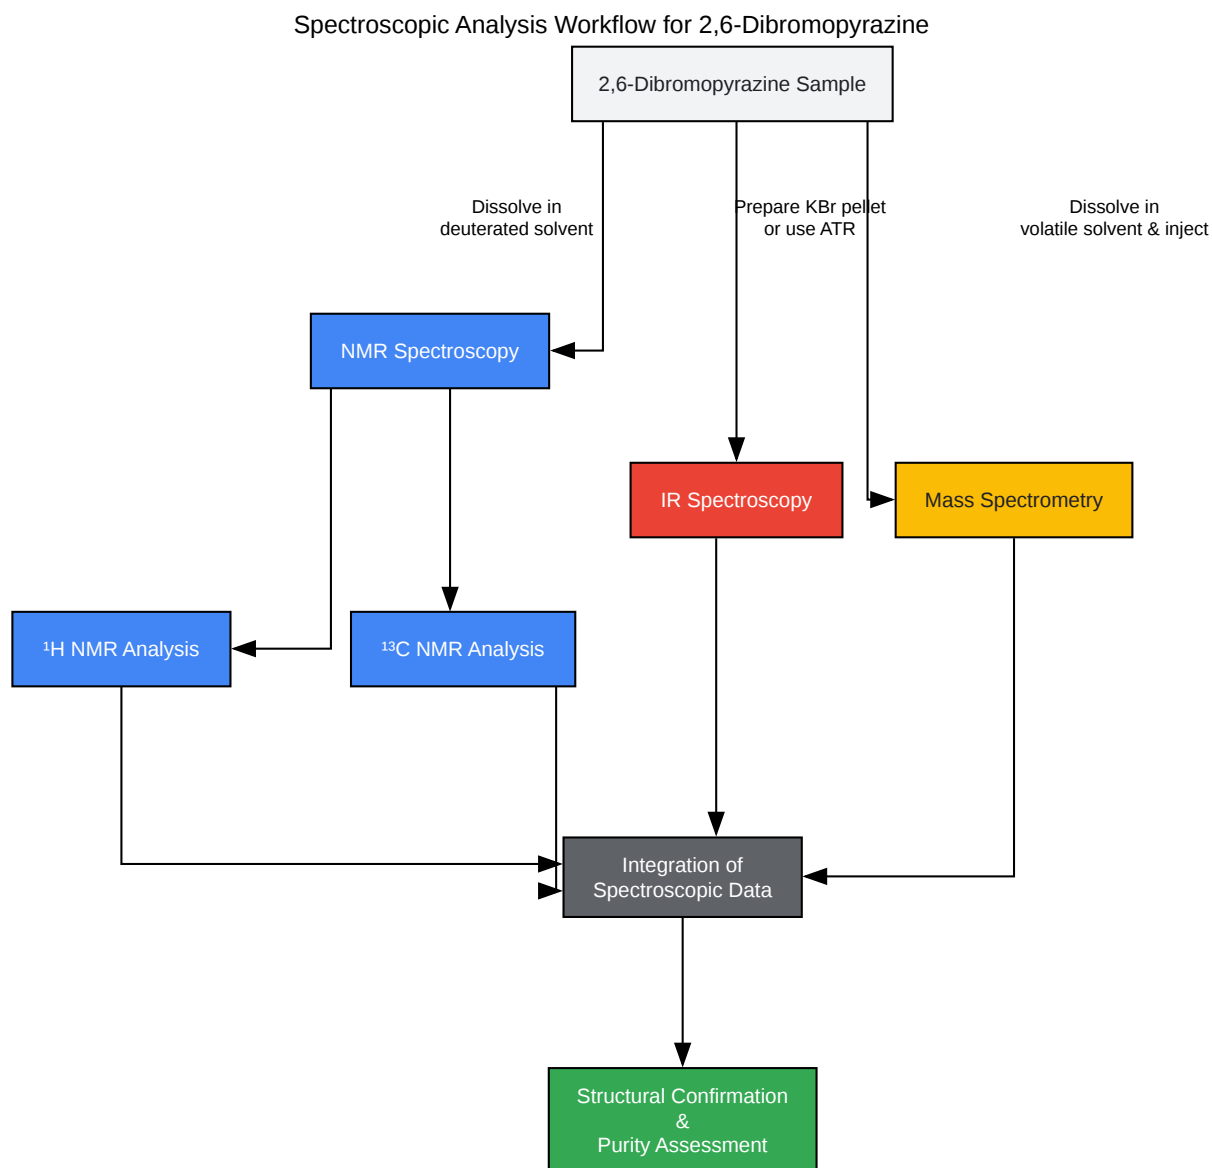 Spectroscopic Analysis Workflow for 2,6-Dibromopyrazine
2,6-Dibromopyrazine Sample
Dissolve in
deuterated solvent
Prepare KBr pellet
or use ATR
Dissolve in
volatile solvent & inject
NMR Spectroscopy
IR Spectroscopy
Mass Spectrometry
¹H NMR Analysis
¹³C NMR Analysis
Integration of
Spectroscopic Data
Structural Confirmation
&
Purity Assessment